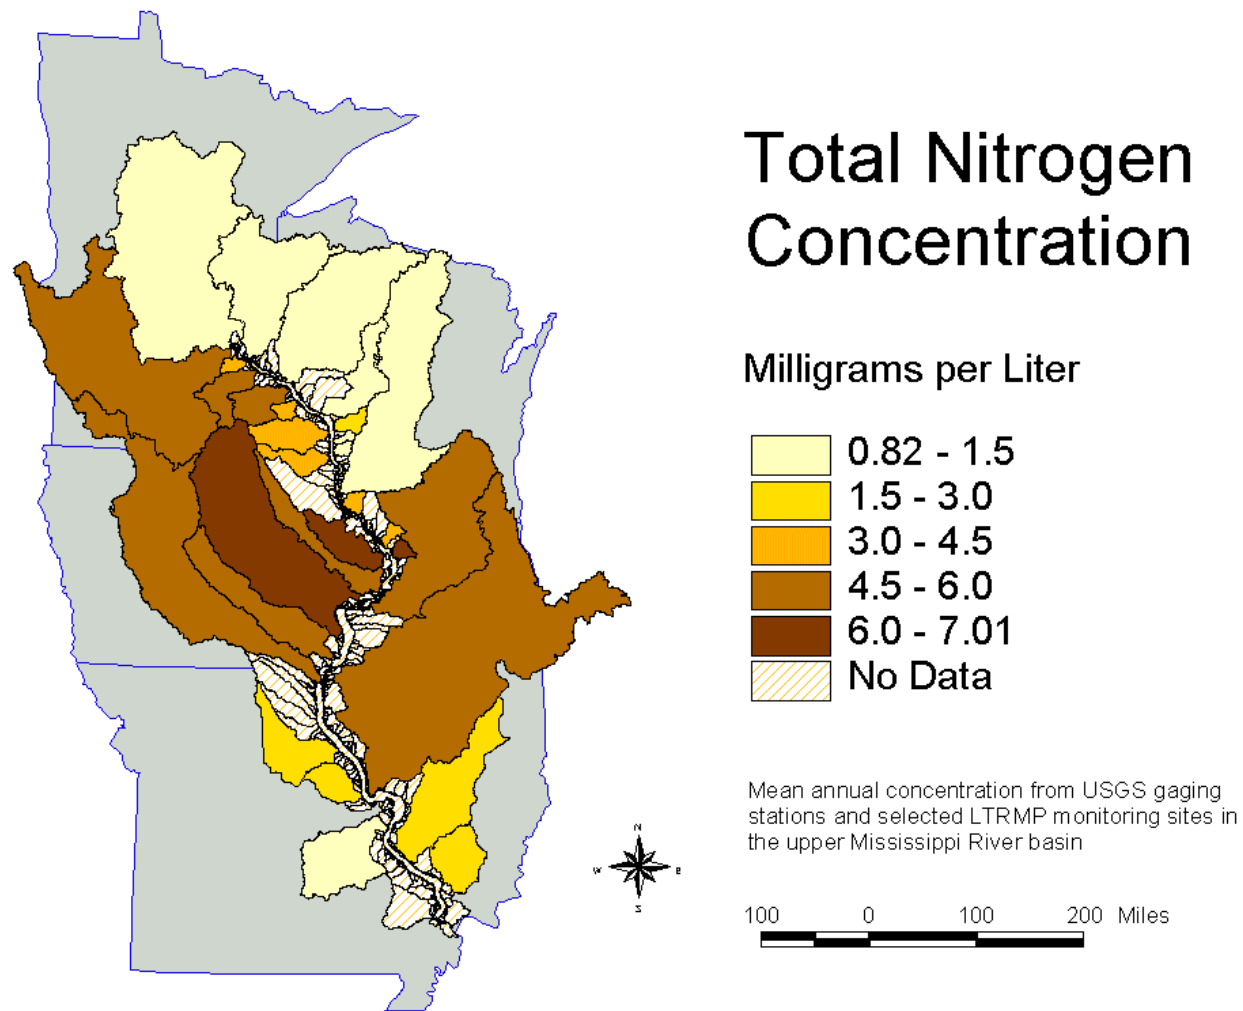 Total Nitrogen
Concentration
Milligrams per Liter
0.82 - 1.5
1.5 - 3.0
3.0 - 4.5
4.5 - 6.0
6.0 - 7.01
No Data
Mean annual concentration from USGS gaging
stations and selected LTRMP monitoring sites in
the upper Mississippi River basin
N
W E
S
100 0 100 200 Miles